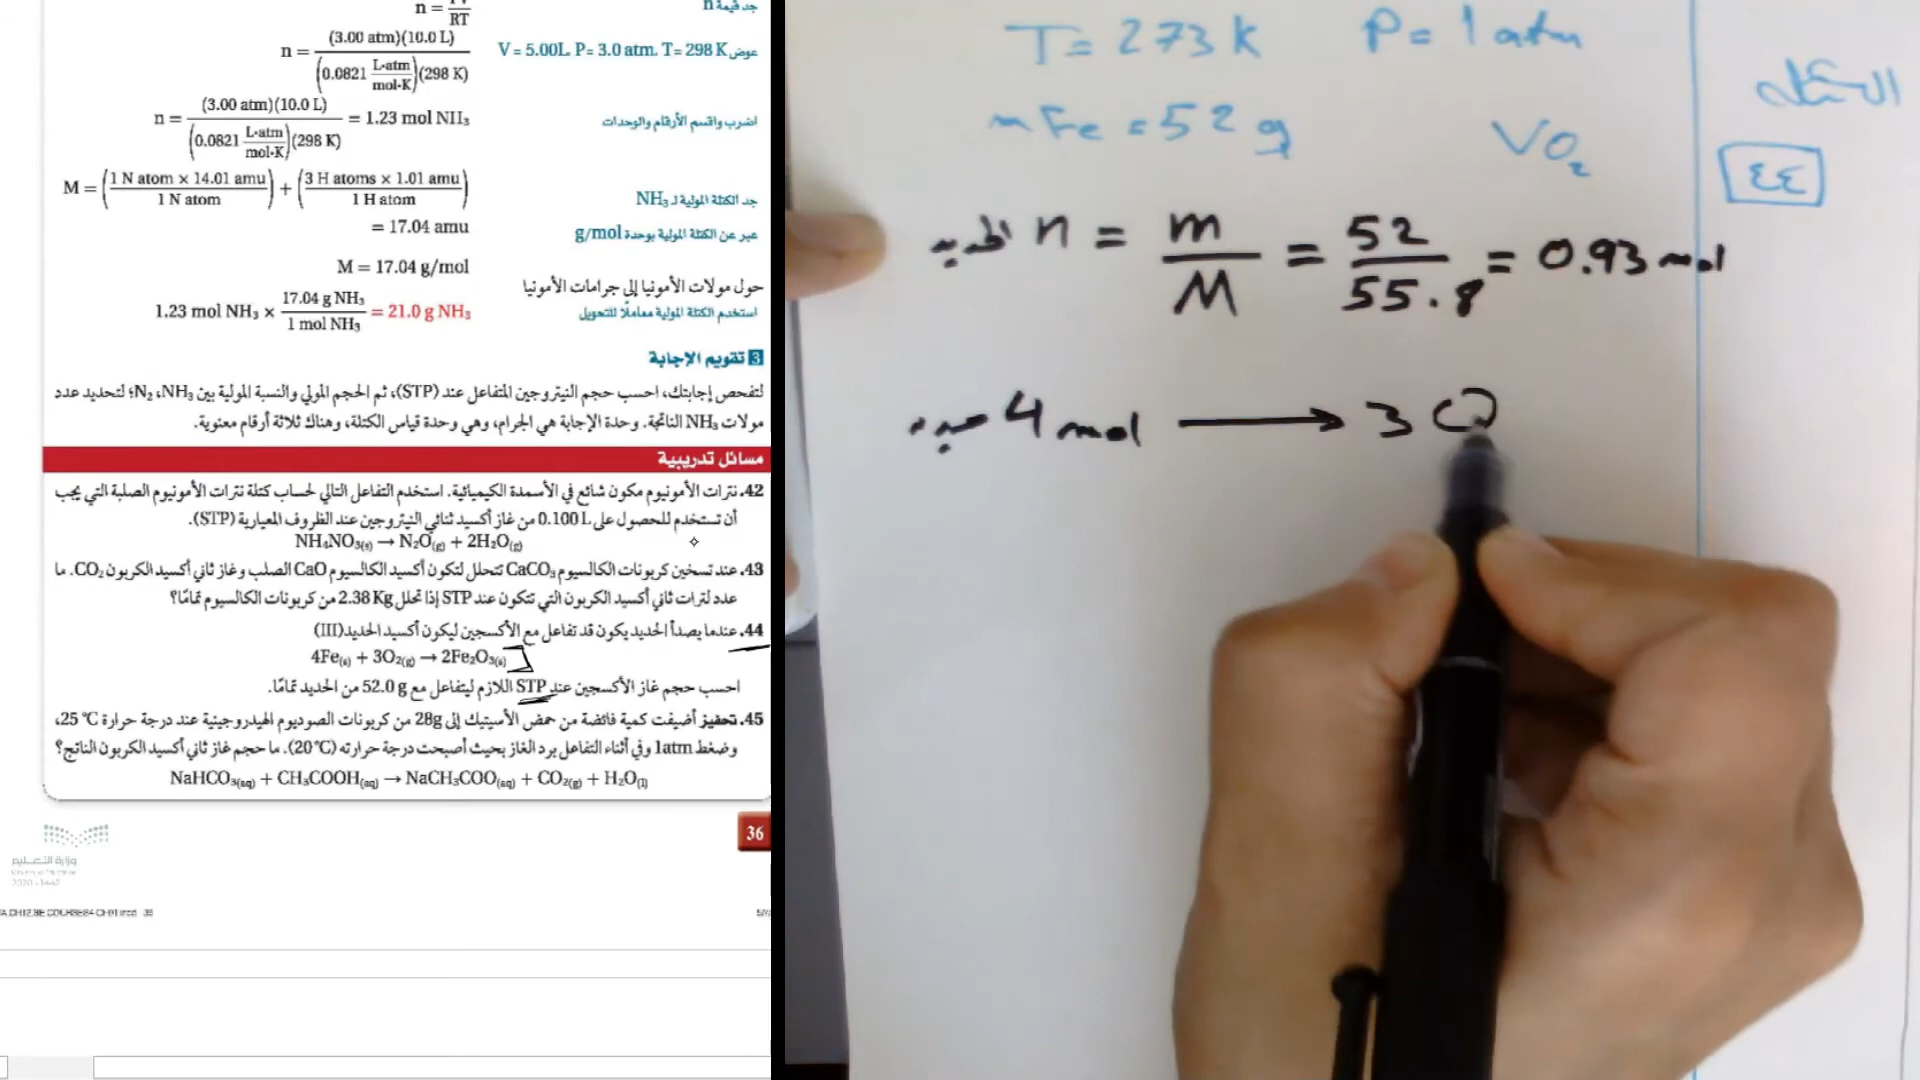 جد قيمة n
n = PV/RT
عوض V = 5.00L. P= 3.0 atm. T= 298 K
n = (3.00 atm)(10.0 L) / (0.0821 L·atm/mol·K)(298 K)
اضرب واقسم الأرقام والوحدات
n = (3.00 atm)(10.0 L) / (0.0821 L·atm/mol·K)(298 K) = 1.23 mol NH₃
جد الكتلة المولية لـ NH₃
M = (1 N atom × 14.01 amu / 1 N atom) + (3 H atoms × 1.01 amu / 1 H atom)
= 17.04 amu
عبر عن الكتلة المولية بوحدة g/mol
M = 17.04 g/mol
حول مولات الأمونيا إلى جرامات الأمونيا
استخدم الكتلة المولية معاملًا للتحويل
1.23 mol NH₃ × 17.04 g NH₃ / 1 mol NH₃ = 21.0 g NH₃
3 تقويم الإجابة
لتفحص إجابتك، احسب حجم النيتروجين المتفاعل عند (STP)، ثم الحجم المولي والنسبة المولية بين N₂ ،NH₃؛ لتحديد عدد
مولات NH₃ الناتجة. وحدة الإجابة هي الجرام، وهي وحدة قياس الكتلة، وهناك ثلاثة أرقام معنوية.
مسائل تدريبية
42. نترات الأمونيوم مكون شائع في الأسمدة الكيميائية. استخدم التفاعل التالي لحساب كتلة نترات الأمونيوم الصلبة التي يجب
أن تستخدم للحصول على 0.100 L من غاز أكسيد ثنائي النيتروجين عند الظروف المعيارية (STP).
NH₄NO₃(s) → N₂O(g) + 2H₂O(g)
43. عند تسخين كربونات الكالسيوم CaCO₃ تتحلل لتكون أكسيد الكالسيوم CaO الصلب وغاز ثاني أكسيد الكربون CO₂. ما
عدد لترات ثاني أكسيد الكربون التي تتكون عند STP إذا تحلل 2.38 Kg من كربونات الكالسيوم تمامًا؟
44. عندما يصدأ الحديد يكون قد تفاعل مع الأكسجين ليكون أكسيد الحديد (III)
4Fe(s) + 3O₂(g) → 2Fe₂O₃(s)
احسب حجم غاز الأكسجين عند STP اللازم ليتفاعل مع 52.0 g من الحديد تمامًا.
45. تحفيز أضيفت كمية فائضة من حمض الأسيتيك إلى 28g من كربونات الصوديوم الهيدروجينية عند درجة حرارة 25 °C،
وضغط 1atm وفي أثناء التفاعل برد الغاز بحيث أصبحت درجة حرارته (20°C). ما حجم غاز ثاني أكسيد الكربون الناتج؟
NaHCO₃(aq) + CH₃COOH(aq) → NaCH₃COO(aq) + CO₂(g) + H₂O(l)
36
وزارة التعليم
T = 273 K P = 1 atm
m Fe = 52 g V O₂
٤٤
الحديد n = m/M = 52/55.8 = 0.93 mol
حديد 4 mol → 3 O